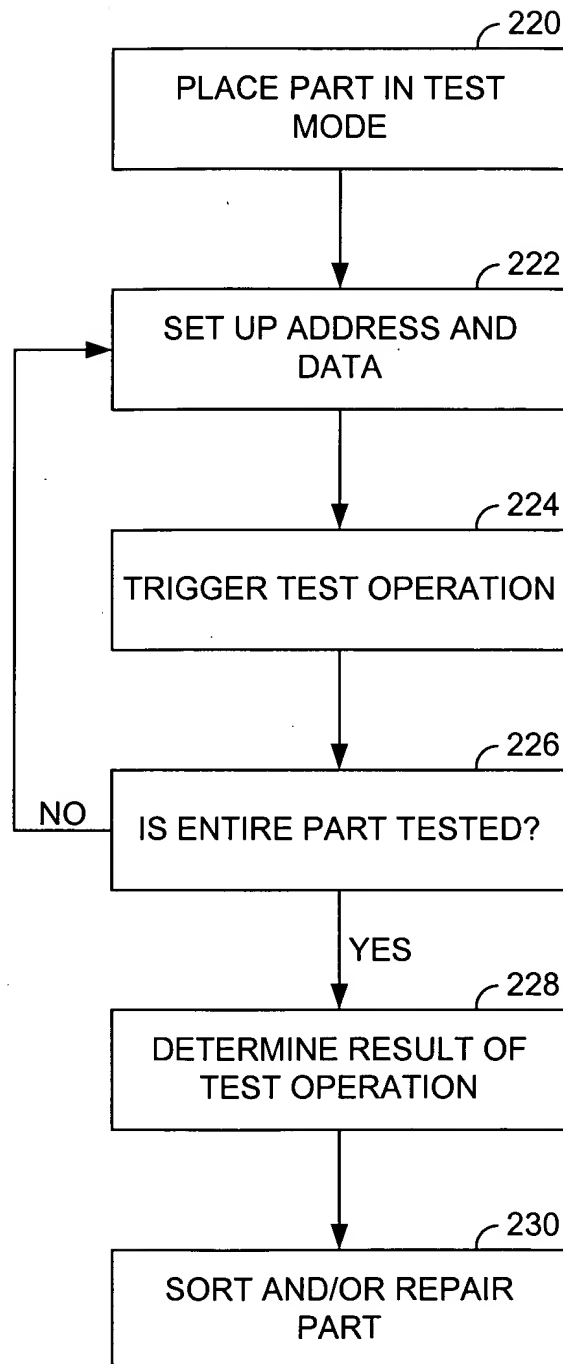 220
PLACE PART IN TEST
MODE
222
SET UP ADDRESS AND
DATA
224
TRIGGER TEST OPERATION
226
IS ENTIRE PART TESTED?
NO
YES
228
DETERMINE RESULT OF
TEST OPERATION
230
SORT AND/OR REPAIR
PART